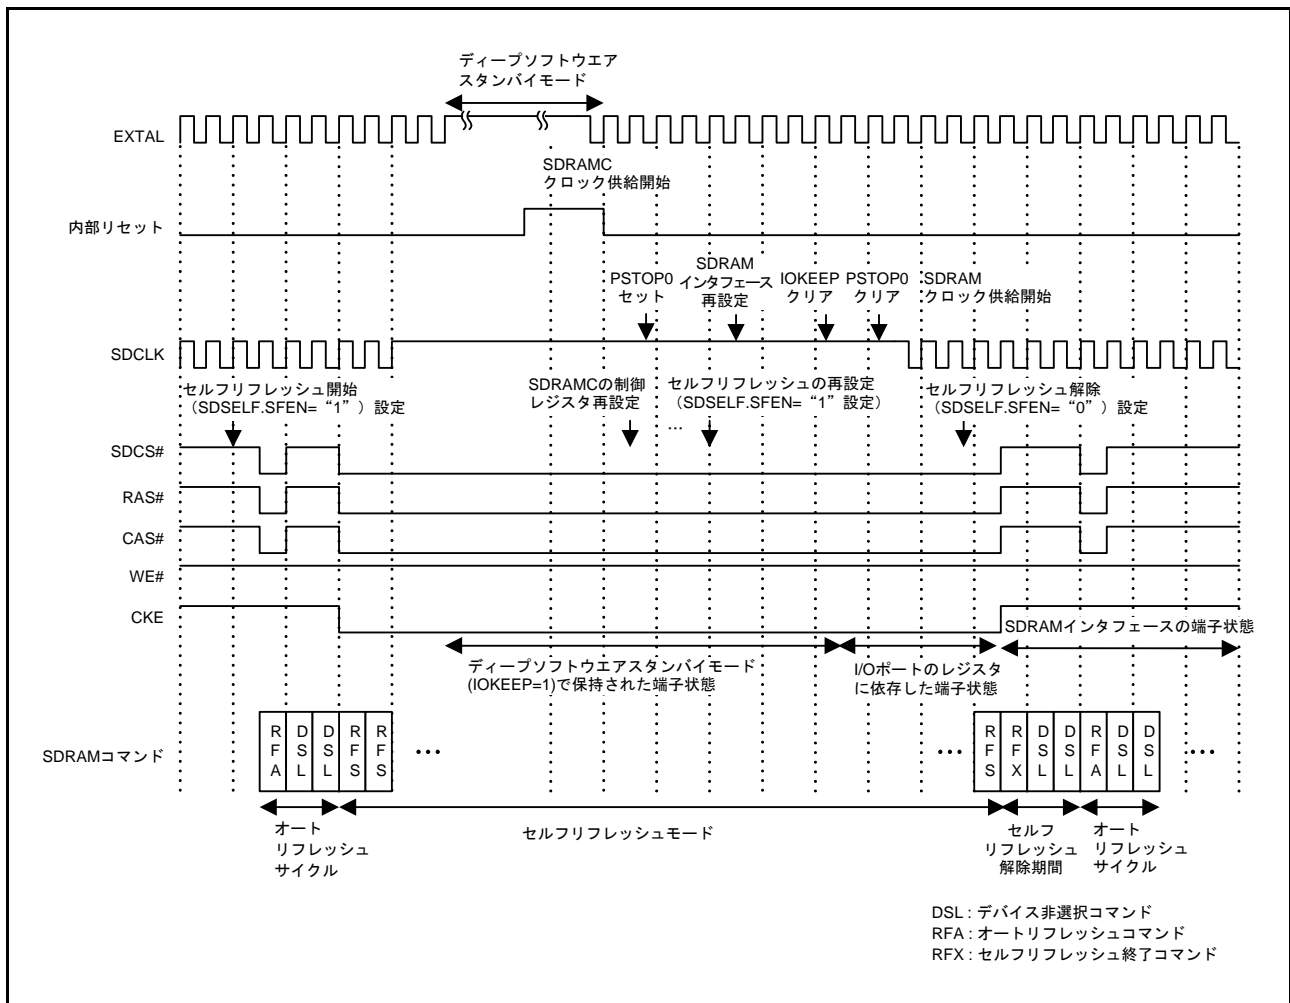 ディープソフトウエア
スタンバイモード
EXTAL
SDRAMC
クロック供給開始
内部リセット
PSTOP0
セット
SDRAM
インタフェース
再設定
IOKEEP
クリア
PSTOP0
クリア
SDRAM
クロック供給開始
SDCLK
セルフリフレッシュ開始
（SDSELF.SFEN=“1”）設定
SDRAMCの制御
レジスタ再設定
セルフリフレッシュの再設定
（SDSELF.SFEN=“1”設定）
...
セルフリフレッシュ解除
（SDSELF.SFEN=“0”）設定
SDCS#
RAS#
CAS#
WE#
CKE
SDRAMインタフェースの端子状態
ディープソフトウエアスタンバイモード
(IOKEEP=1)で保持された端子状態
I/Oポートのレジスタ
に依存した端子状態
SDRAMコマンド
RFA
DSL
DSL
RFS
RFS
...
...
RFS
RFX
DSL
DSL
RFA
DSL
DSL
...
オート
リフレッシュ
サイクル
セルフリフレッシュモード
セルフ
リフレッシュ
解除期間
オート
リフレッシュ
サイクル
DSL : デバイス非選択コマンド
RFA : オートリフレッシュコマンド
RFX : セルフリフレッシュ終了コマンド